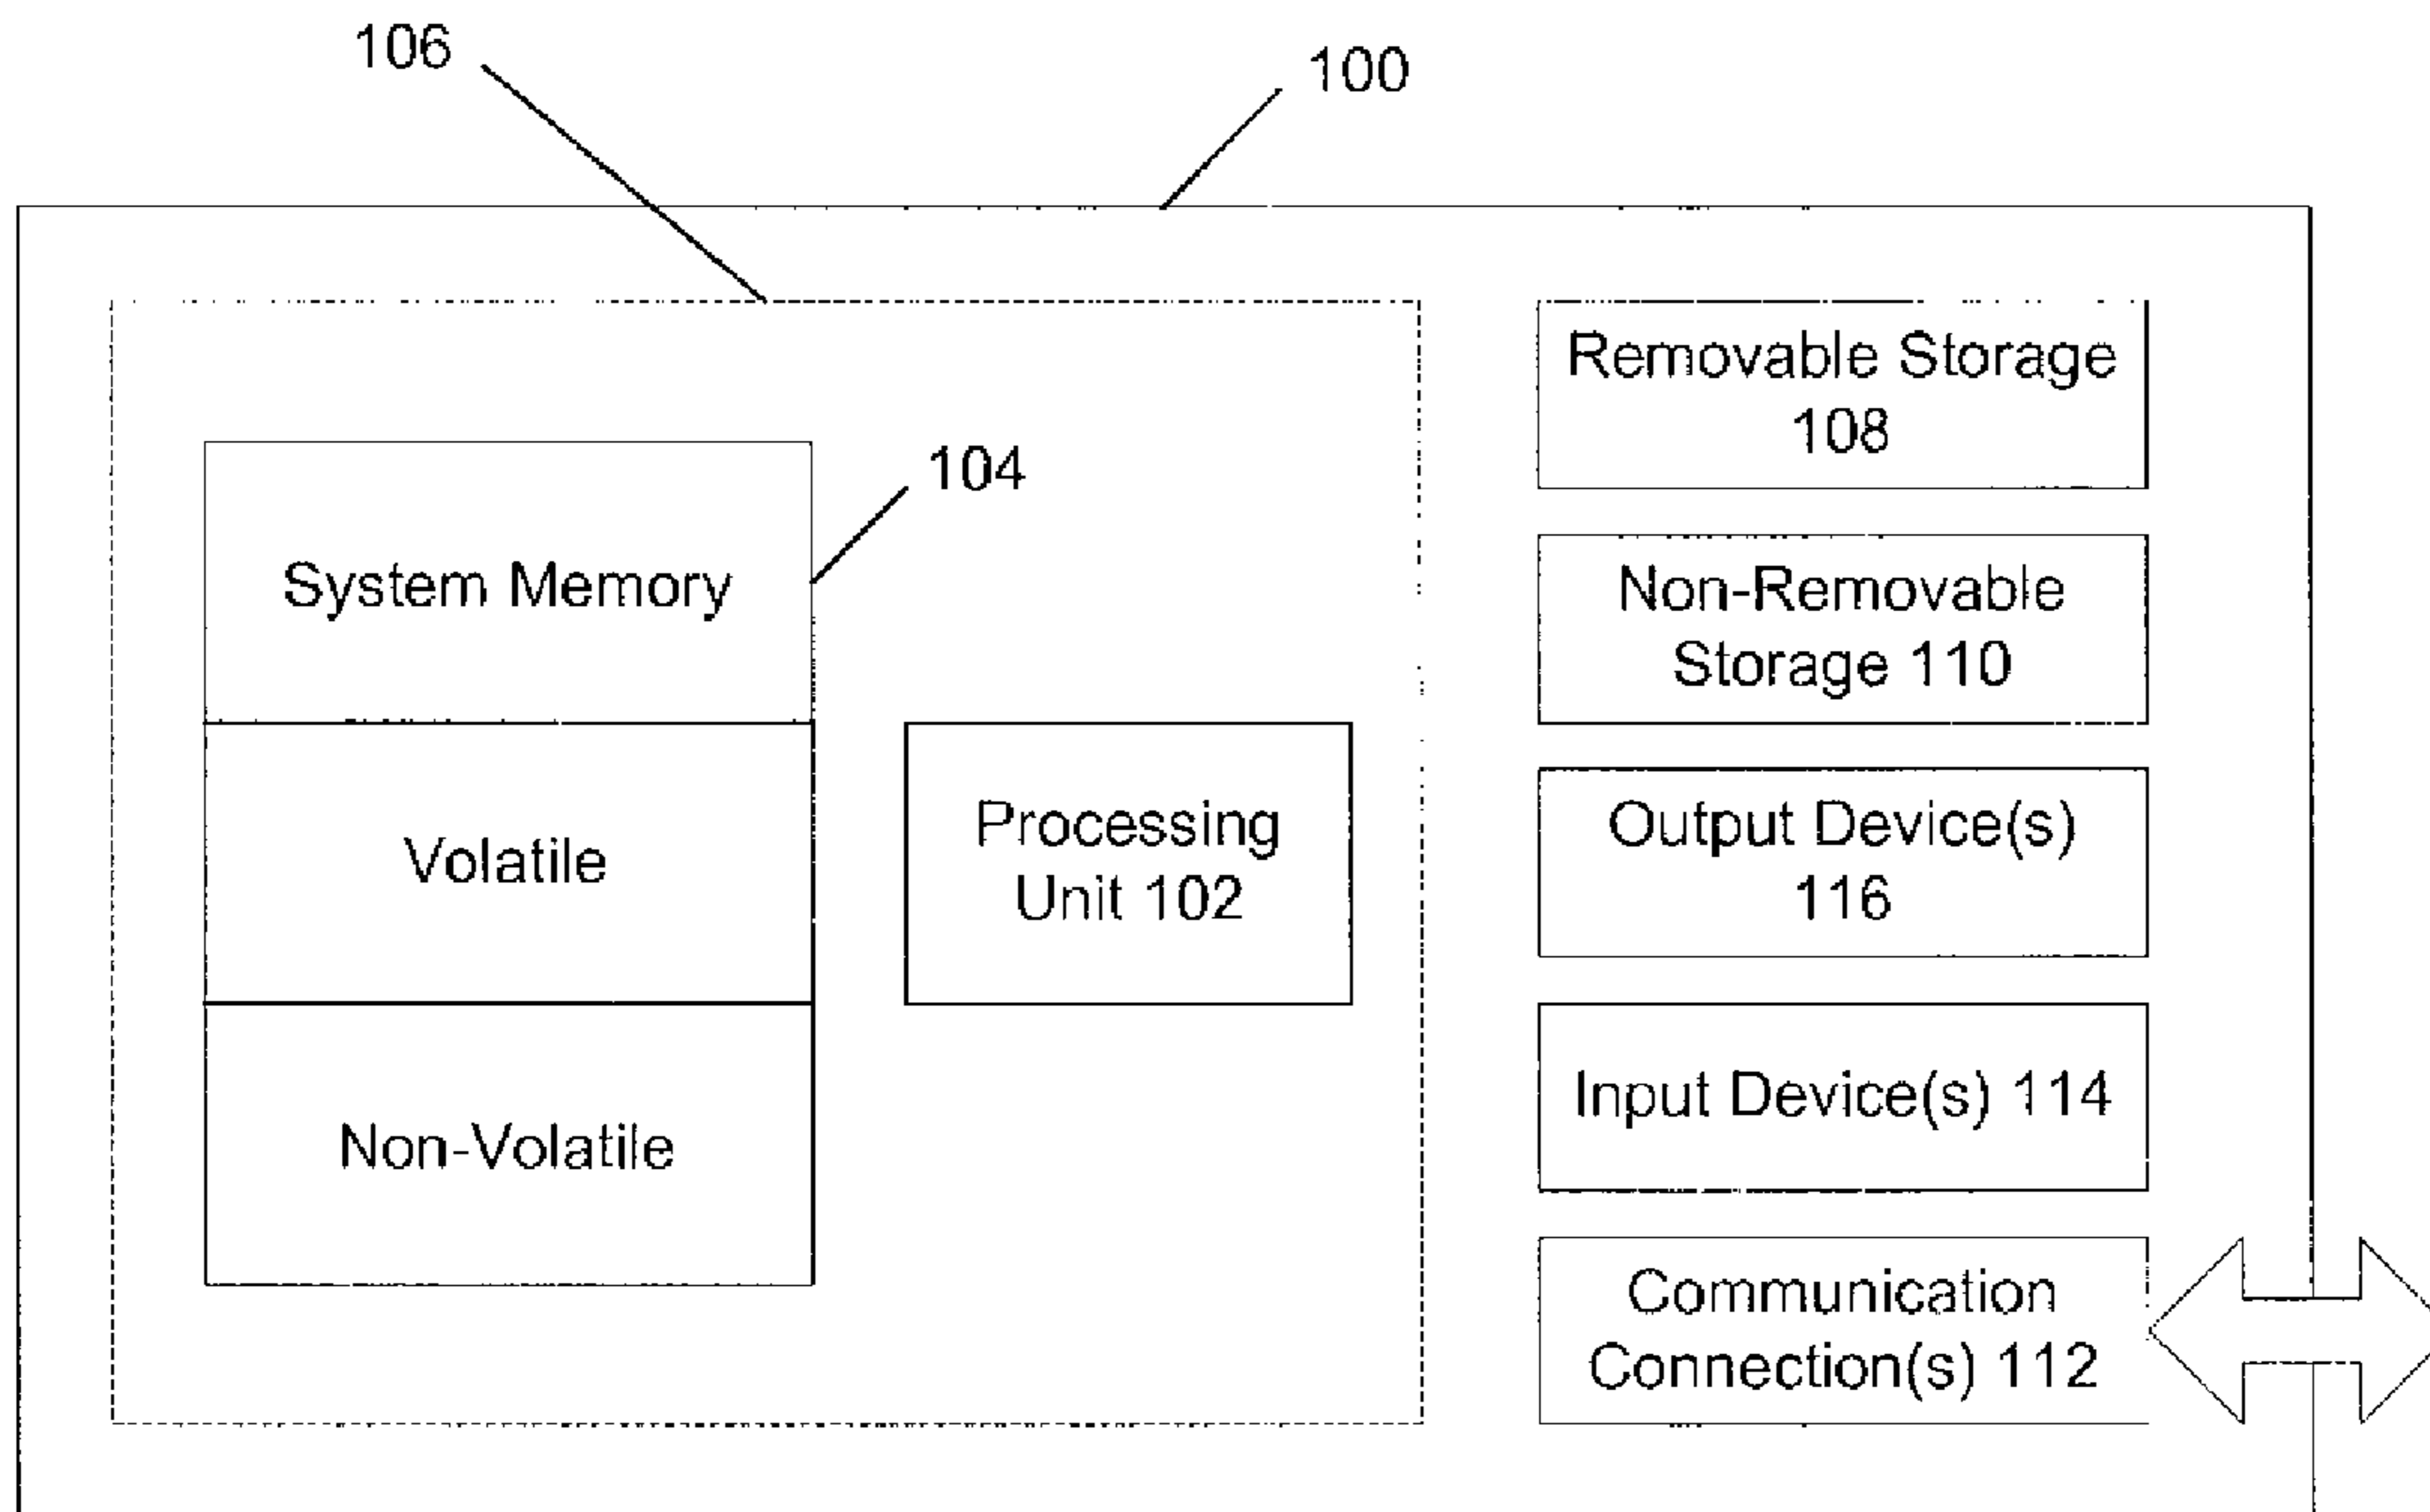 106
100
Removable Storage
108
104
System Memory
Non-Removable
Storage 110
Volatile
Processing
Unit 102
Output Device(s)
116
Non-Volatile
Input Device(s) 114
Communication
Connection(s) 112